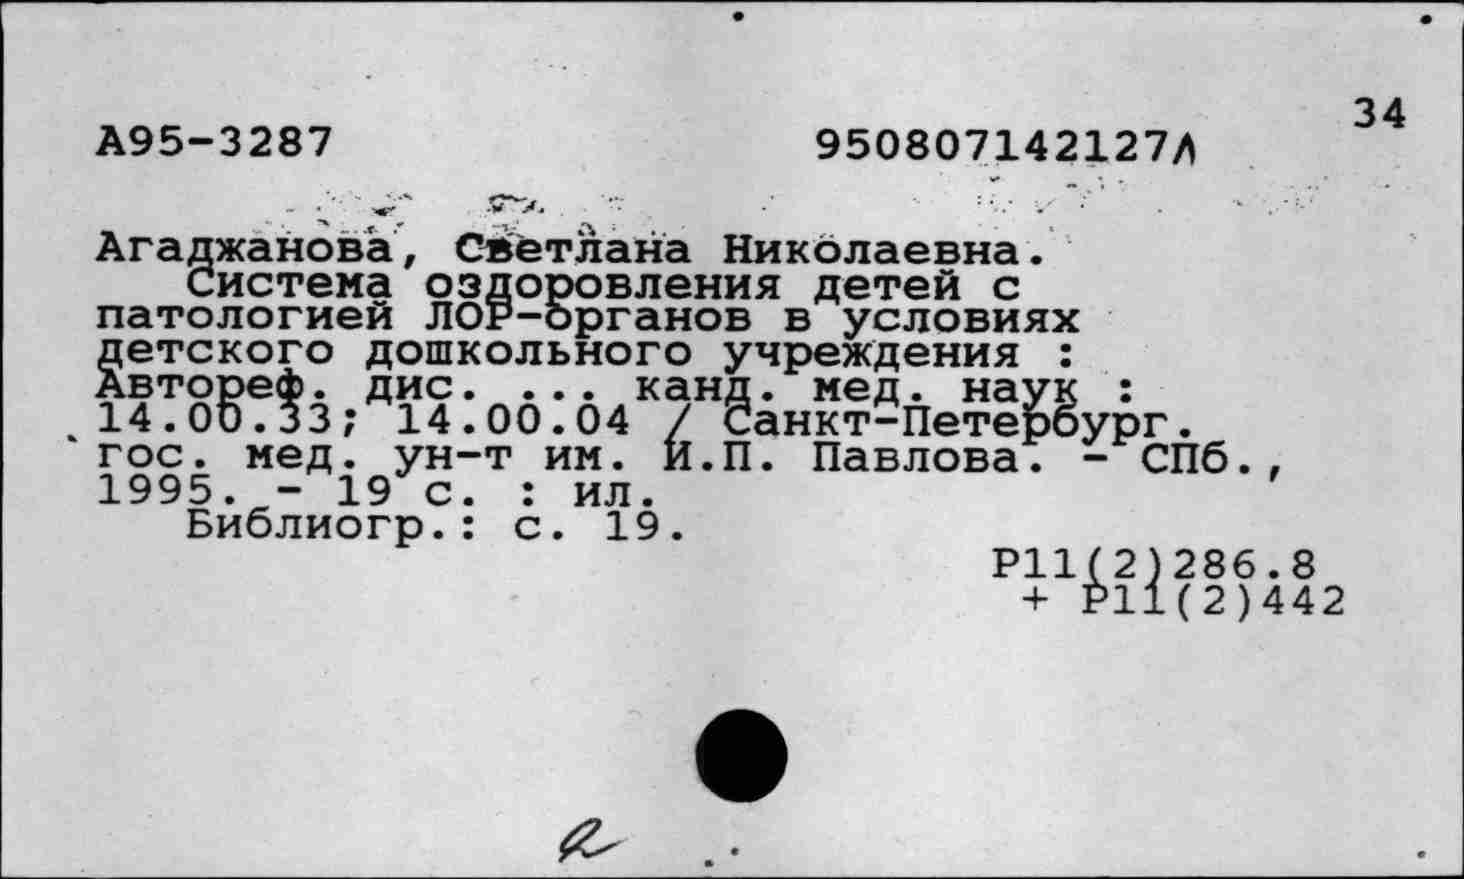 34
А95-3287 950807142127Л
Агаджанова, Светлана Николаевна.
Система оздоровления детей с
патологией ЛОР-органов в условиях
детского дошкольного учреждения :
Автореф. дис. ... канд. мед. наук :
14.00.33; 14.00.04 / Санкт-Петербург.
гос. мед. ун-т им. И.П. Павлова. - СПб.,
1995. - 19 с. : ил.
Библиогр.: с. 19.
Р11(2)286.8
+ Р11(2)442